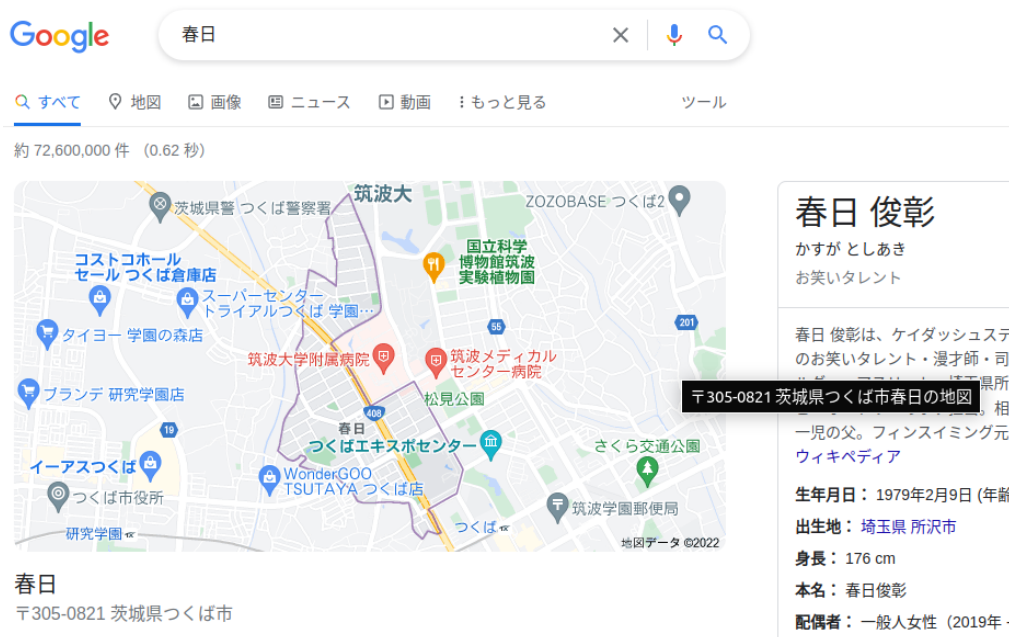 Google
春日
すべて
地図
画像
ニュース
動画
もっと見る
ツール
約 72,600,000 件 （0.62 秒）
筑波大
茨城県警 つくば警察署
ZOZOBASE つくば2
国立科学
博物館筑波
実験植物園
コストコホール
セール つくば倉庫店
スーパーセンター
トライアルつくば 学園…
タイヨー 学園の森店
55
201
筑波大学附属病院
筑波メディカル
センター病院
ブランデ 研究学園店
松見公園
408
19
春日
つくばエキスポセンター
さくら交通公園
イーアスつくば
WonderGOO
TSUTAYA つくば店
つくば市役所
筑波学園郵便局
研究学園
つくば
地図データ ©2022
春日
〒305-0821 茨城県つくば市
春日 俊彰
かすが としあき
お笑いタレント
春日 俊彰は、ケイダッシュステ
のお笑いタレント・漫才師・司
〒305-0821 茨城県つくば市春日の地図
一児の父。フィンスイミング元
ウィキペディア
生年月日： 1979年2月9日 (年齢
出生地： 埼玉県 所沢市
身長： 176 cm
本名： 春日俊彰
配偶者： 一般人女性（2019年 -